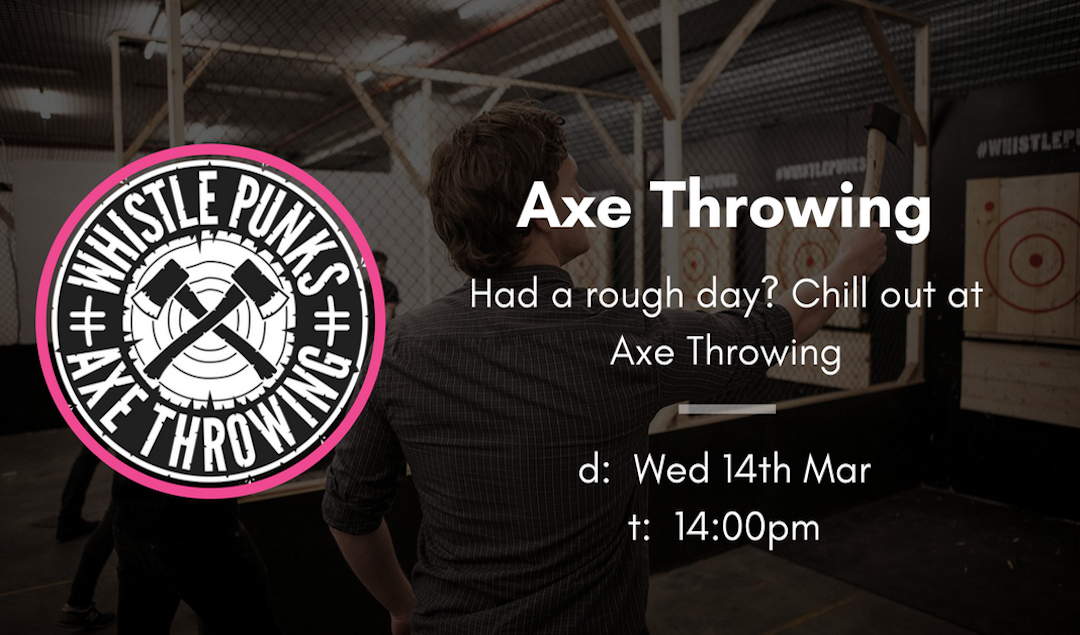 WHISTLE PUNKS
AXE THROWING
Axe Throwing
Had a rough day? Chill out at
Axe Throwing
d: Wed 14th Mar
t: 14:00pm
#WHISTLEPUNKS